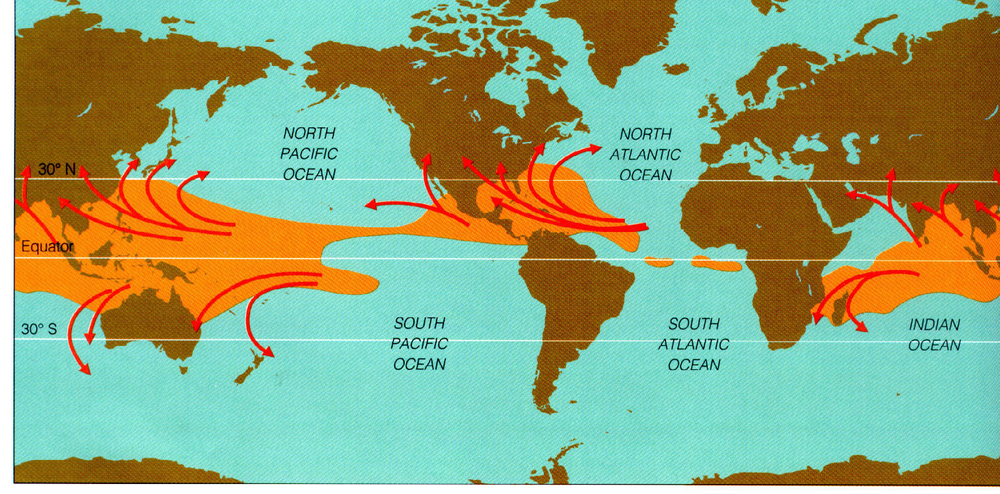 NORTH
PACIFIC
OCEAN
NORTH
ATLANTIC
OCEAN
30° N
Equator
30° S
SOUTH
PACIFIC
OCEAN
SOUTH
ATLANTIC
OCEAN
INDIAN
OCEAN